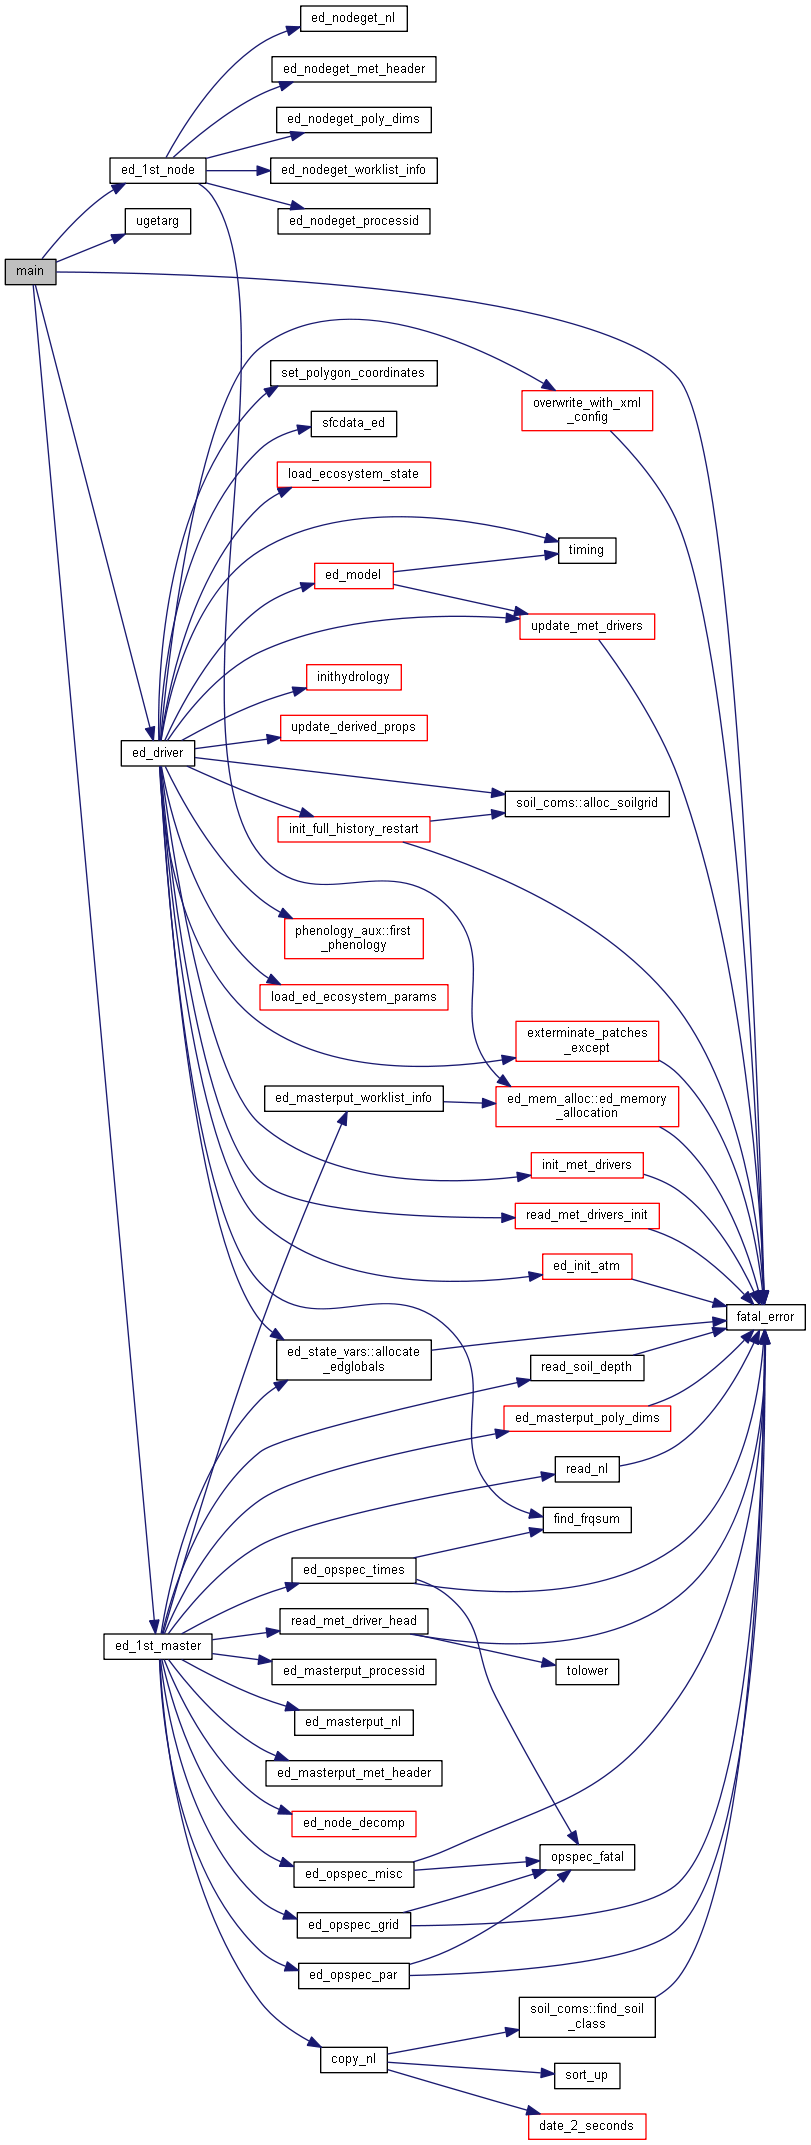 ed_nodeget_nl
ed_nodeget_met_header
ed_nodeget_poly_dims
ed_1st_node
ed_nodeget_worklist_info
ugetarg
ed_nodeget_processid
main
set_polygon_coordinates
overwrite_with_xml
_config
sfcdata_ed
load_ecosystem_state
timing
ed_model
update_met_drivers
inithydrology
update_derived_props
ed_driver
soil_coms::alloc_soilgrid
init_full_history_restart
phenology_aux::first
_phenology
load_ed_ecosystem_params
exterminate_patches
_except
ed_masterput_worklist_info
ed_mem_alloc::ed_memory
_allocation
init_met_drivers
read_met_drivers_init
ed_init_atm
fatal_error
ed_state_vars::allocate
_edglobals
read_soil_depth
ed_masterput_poly_dims
read_nl
find_frqsum
ed_opspec_times
read_met_driver_head
ed_1st_master
ed_masterput_processid
tolower
ed_masterput_nl
ed_masterput_met_header
ed_node_decomp
opspec_fatal
ed_opspec_misc
ed_opspec_grid
ed_opspec_par
soil_coms::find_soil
_class
copy_nl
sort_up
date_2_seconds